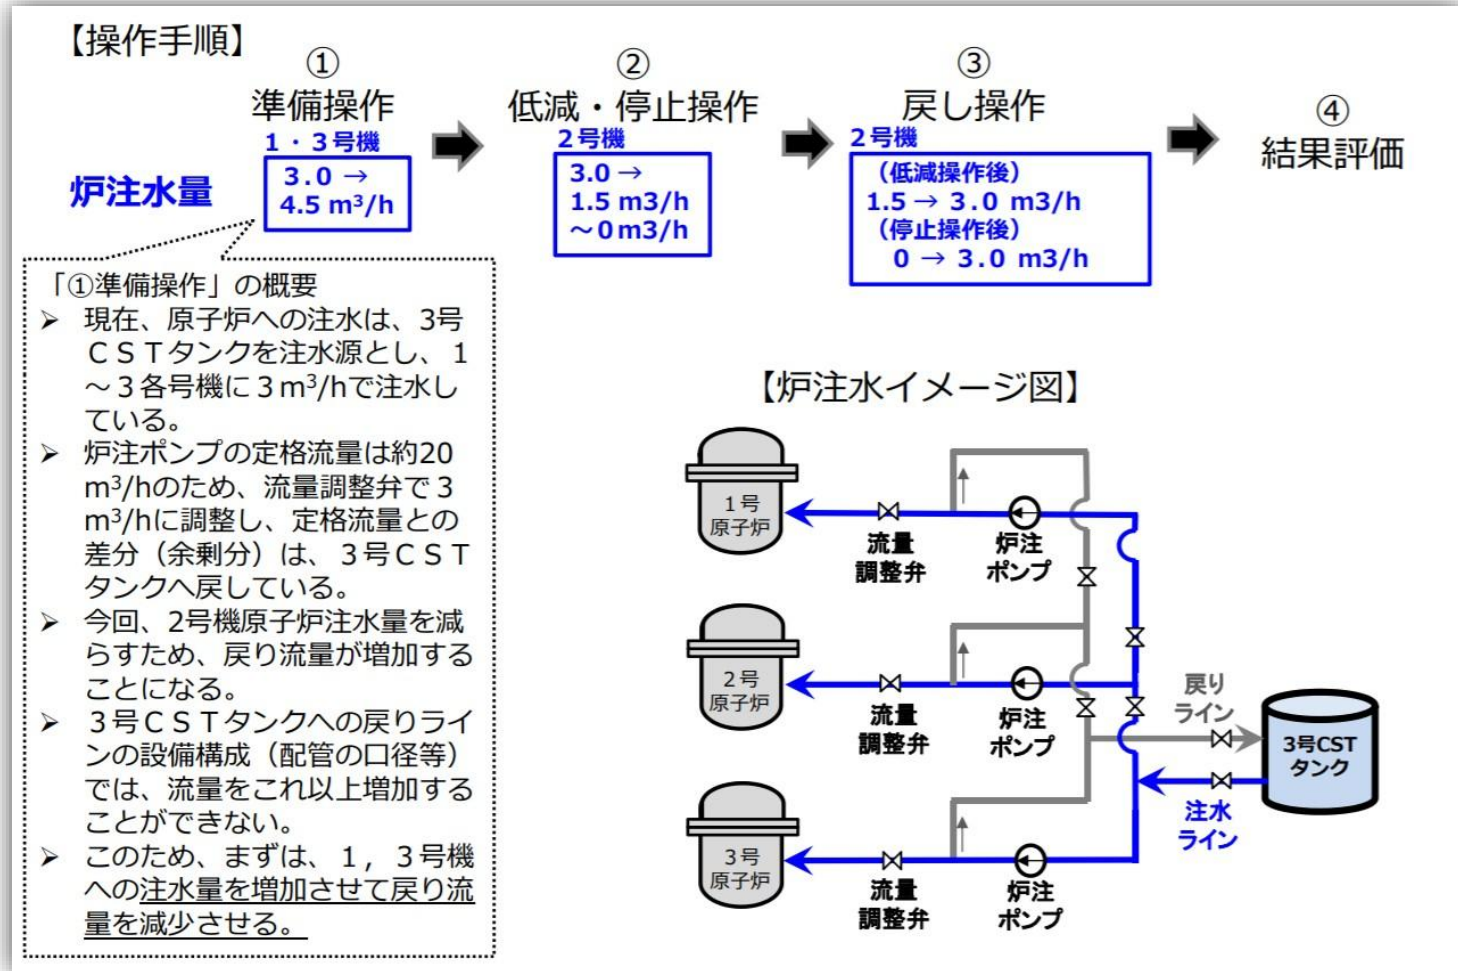 【操作手順】
①
準備操作
1・3号機
炉注水量
3.0 →
4.5 m³/h
②
低減・停止操作
2号機
3.0 →
1.5 m3/h
～0m3/h
③
戻し操作
2号機
（低減操作後）
1.5 → 3.0 m3/h
（停止操作後）
0 → 3.0 m3/h
④
結果評価
「①準備操作」の概要
➢ 現在、原子炉への注水は、3号
ＣＳＴタンクを注水源とし、１
～３各号機に３m³/hで注水し
ている。
➢ 炉注ポンプの定格流量は約20
m³/hのため、流量調整弁で３
m³/hに調整し、定格流量との
差分（余剰分）は、３号ＣＳＴ
タンクへ戻している。
➢ 今回、2号機原子炉注水量を減
らすため、戻り流量が増加する
ことになる。
➢ ３号ＣＳＴタンクへの戻りライ
ンの設備構成（配管の口径等）
では、流量をこれ以上増加する
ことができない。
➢ このため、まずは、１，３号機
への注水量を増加させて戻り流
量を減少させる。
【炉注水イメージ図】
1号
原子炉
流量
調整弁
炉注
ポンプ
2号
原子炉
流量
調整弁
炉注
ポンプ
戻り
ライン
3号CST
タンク
注水
ライン
3号
原子炉
流量
調整弁
炉注
ポンプ